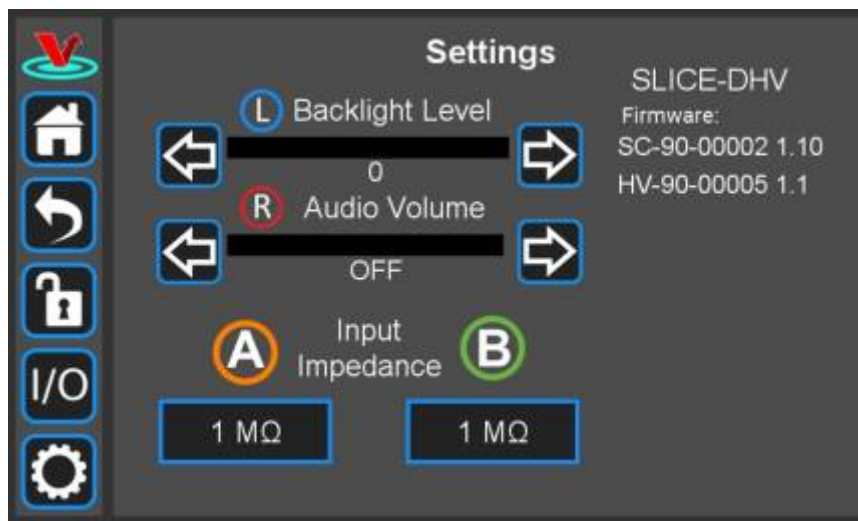 Settings
L Backlight Level
0
R Audio Volume
OFF
A Input Impedance B
1 MΩ
1 MΩ
SLICE-DHV
Firmware:
SC-90-00002 1.10
HV-90-00005 1.1
I/O